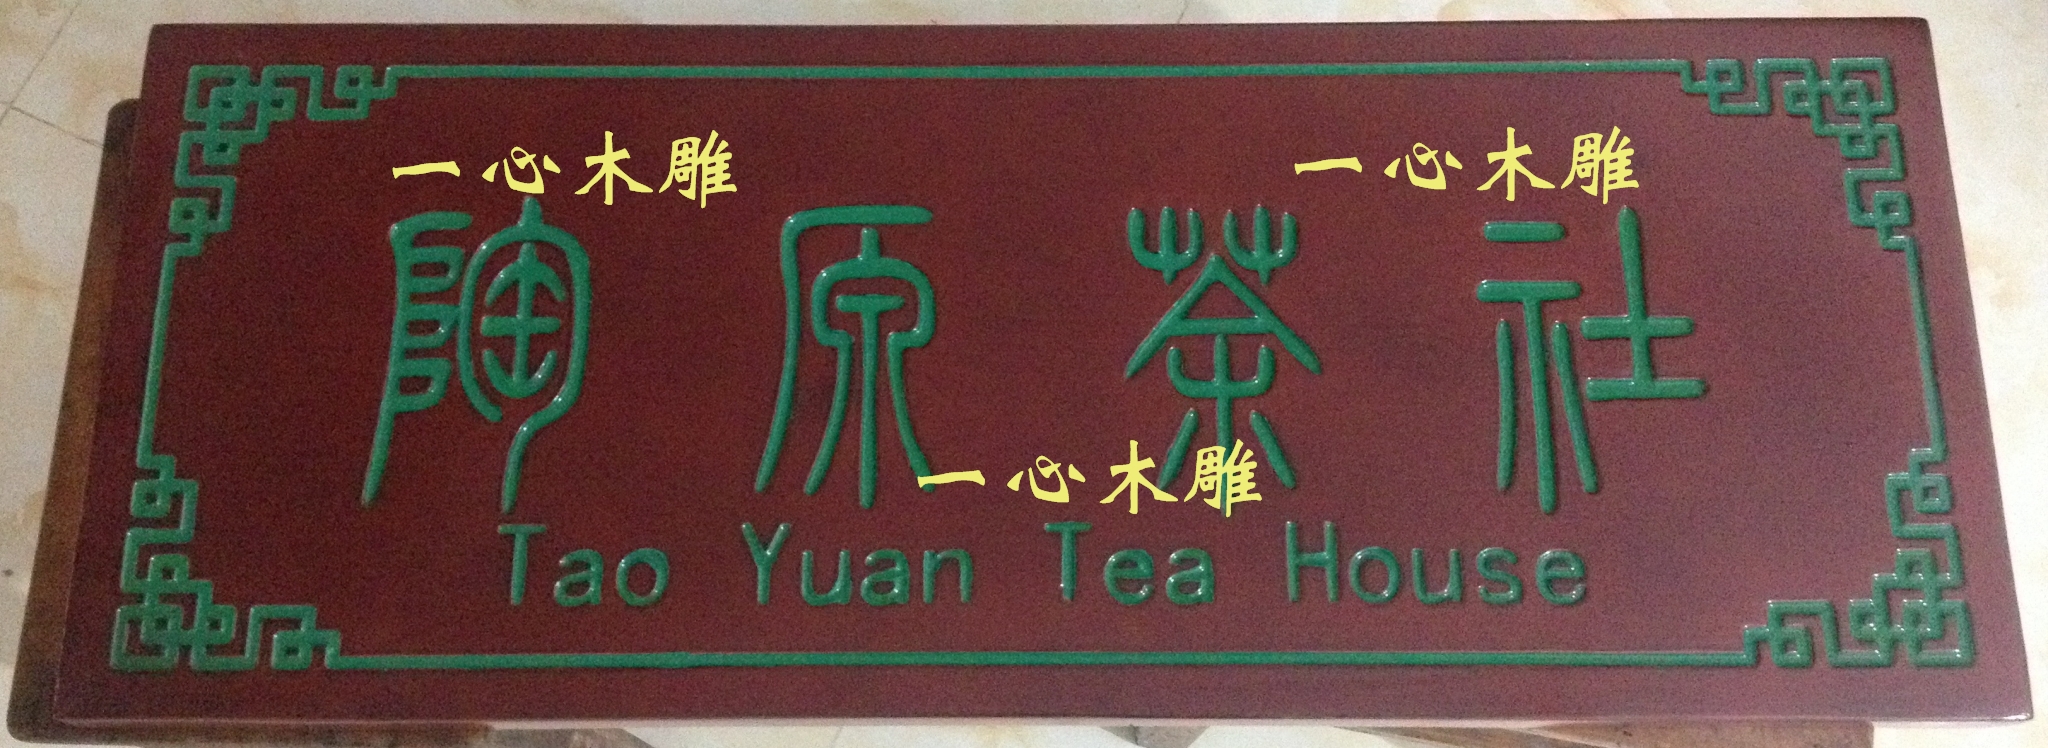 一心木雕 一心木雕
陶原茶社
一心木雕
Tao Yuan Tea House